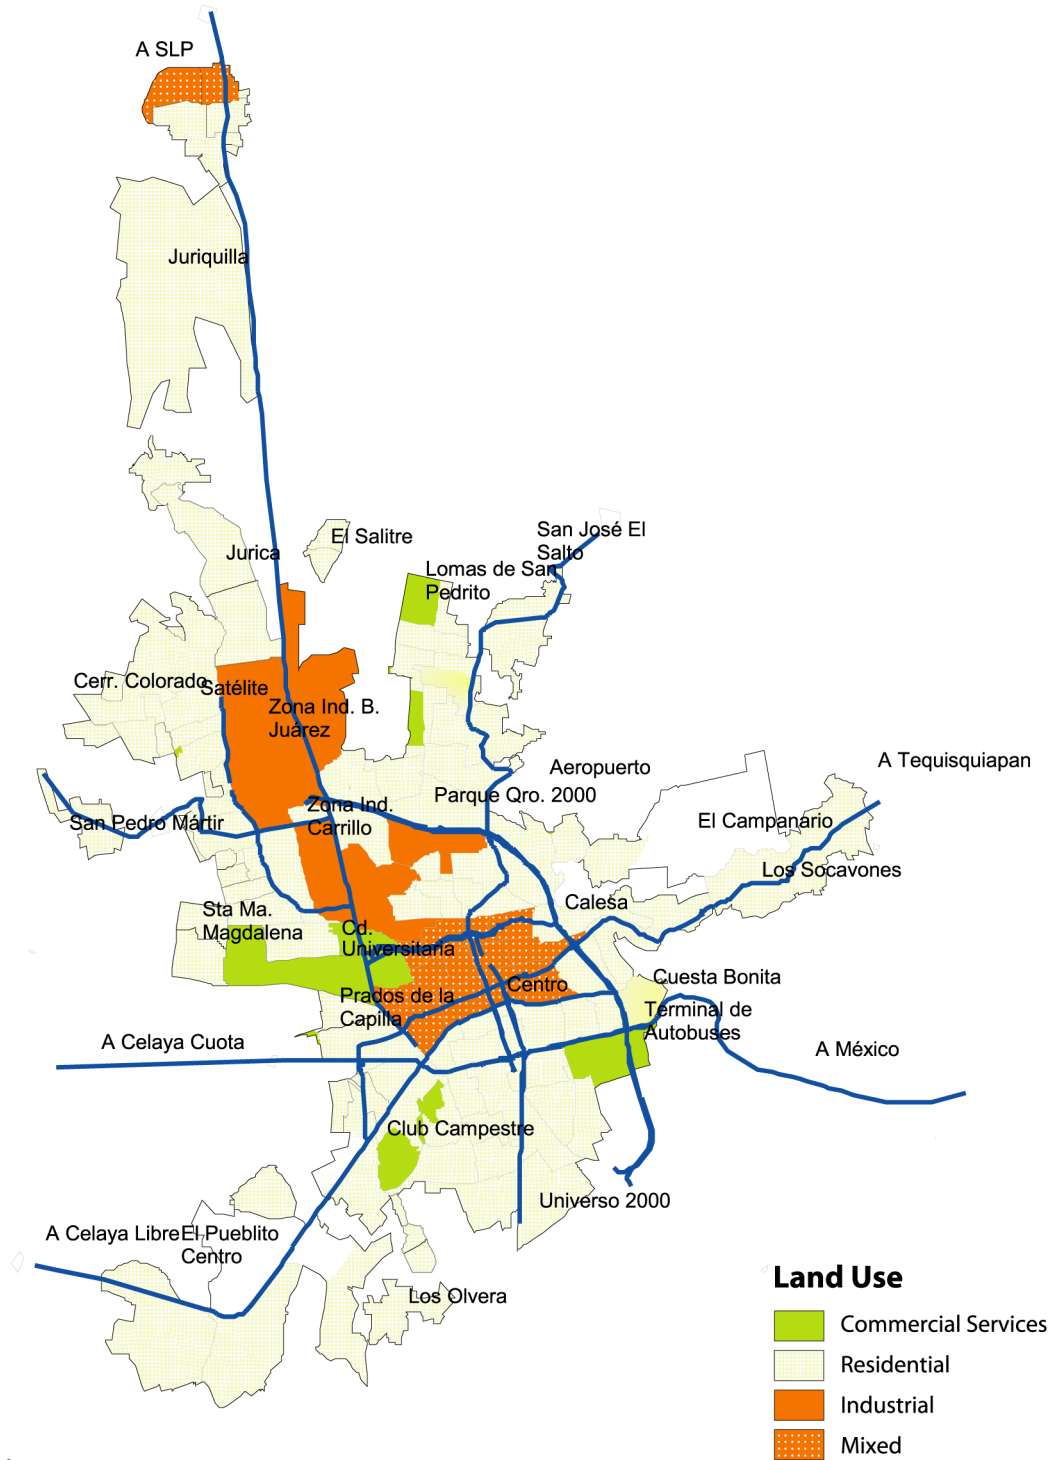 A SLP
Juriquilla
San José El
Salto
El Salitre
Jurica
Lomas de San
Pedrito
Cerr. Colorado
Satélite
Zona Ind. B.
Juárez
A Tequisquiapan
Aeropuerto
Parque Qro. 2000
Zona Ind.
Carrillo
San Pedro Mártir
El Campanario
Los Socavones
Calesa
Sta Ma.
Magdalena
Cd.
Universitaria
Cuesta Bonita
Centro
Prados de la
Capilla
Terminal de
Autobuses
A Celaya Cuota
A México
Club Campestre
Universo 2000
A Celaya Libre
El Pueblito
Centro
Los Olvera
Land Use
Commercial Services
Residential
Industrial
Mixed